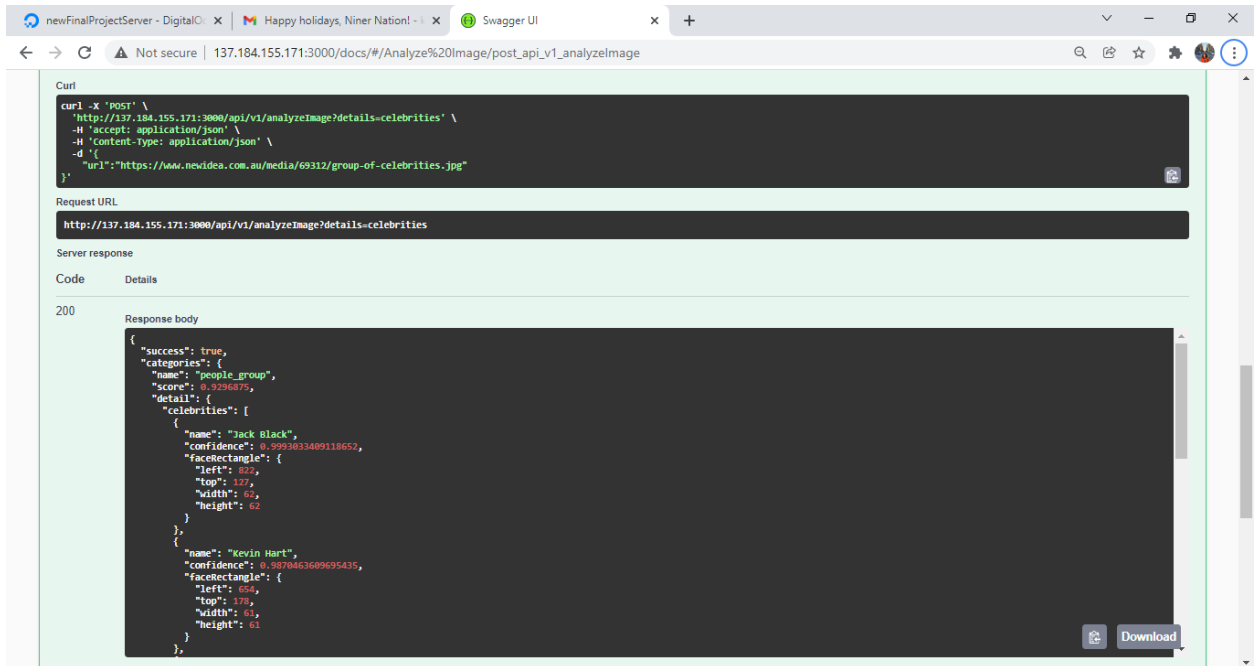 newFinalProjectServer - DigitalOc
Happy holidays, Niner Nation! -
Swagger UI
Not secure | 137.184.155.171:3000/docs/#/Analyze%20Image/post_api_v1_analyzeImage
Curl
curl -X 'POST' \
'http://137.184.155.171:3000/api/v1/analyzeImage?details=celebrities' \
-H 'accept: application/json' \
-H 'Content-Type: application/json' \
-d '{
"url":"https://www.newidea.com.au/media/69312/group-of-celebrities.jpg"
}'
Request URL
http://137.184.155.171:3000/api/v1/analyzeImage?details=celebrities
Server response
Code Details
200
Response body
{
"success": true,
"categories": {
"name": "people_group",
"score": 0.9296875,
"detail": {
"celebrities": [
{
"name": "Jack Black",
"confidence": 0.9993033409118652,
"faceRectangle": {
"left": 822,
"top": 127,
"width": 62,
"height": 62
}
},
{
"name": "Kevin Hart",
"confidence": 0.9870463609695435,
"faceRectangle": {
"left": 654,
"top": 178,
"width": 61,
"height": 61
}
},
Download